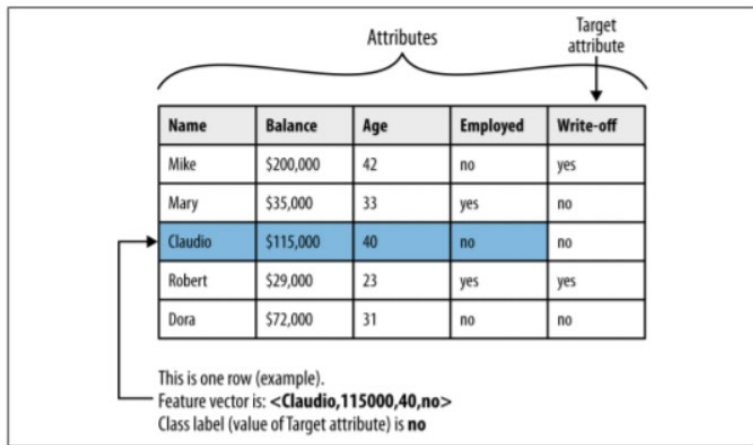 Attributes
Target
attribute
Name Balance Age Employed Write-off
Mike $200,000 42 no yes
Mary $35,000 33 yes no
Claudio $115,000 40 no no
Robert $29,000 23 yes yes
Dora $72,000 31 no no
This is one row (example).
Feature vector is: <Claudio,115000,40,no>
Class label (value of Target attribute) is no